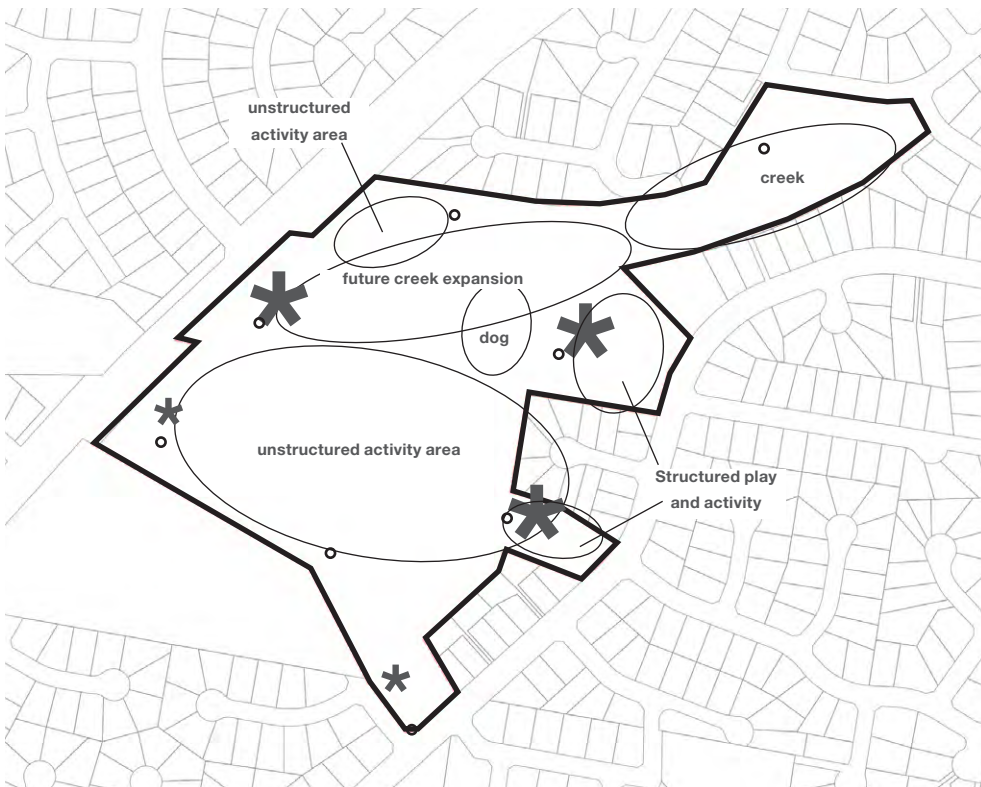 unstructured
activity area
creek
future creek expansion
dog
unstructured activity area
Structured play
and activity